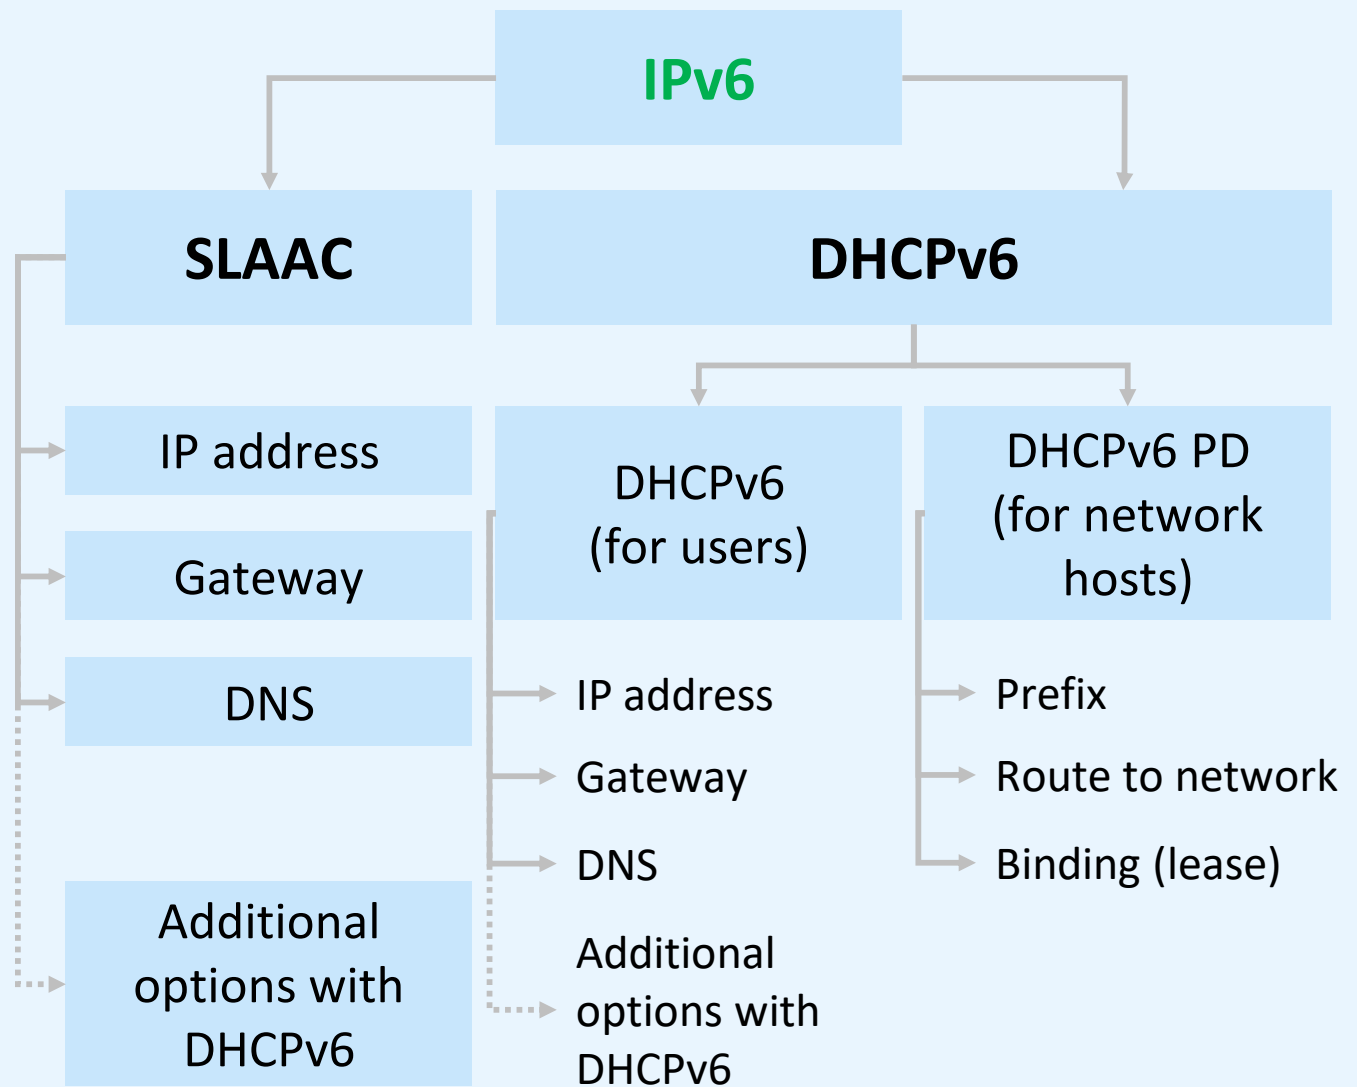 IPv6
SLAAC
DHCPv6
IP address
Gateway
DNS
Additional
options with
DHCPv6
DHCPv6
(for users)
IP address
Gateway
DNS
Additional
options with
DHCPv6
DHCPv6 PD
(for network
hosts)
Prefix
Route to network
Binding (lease)